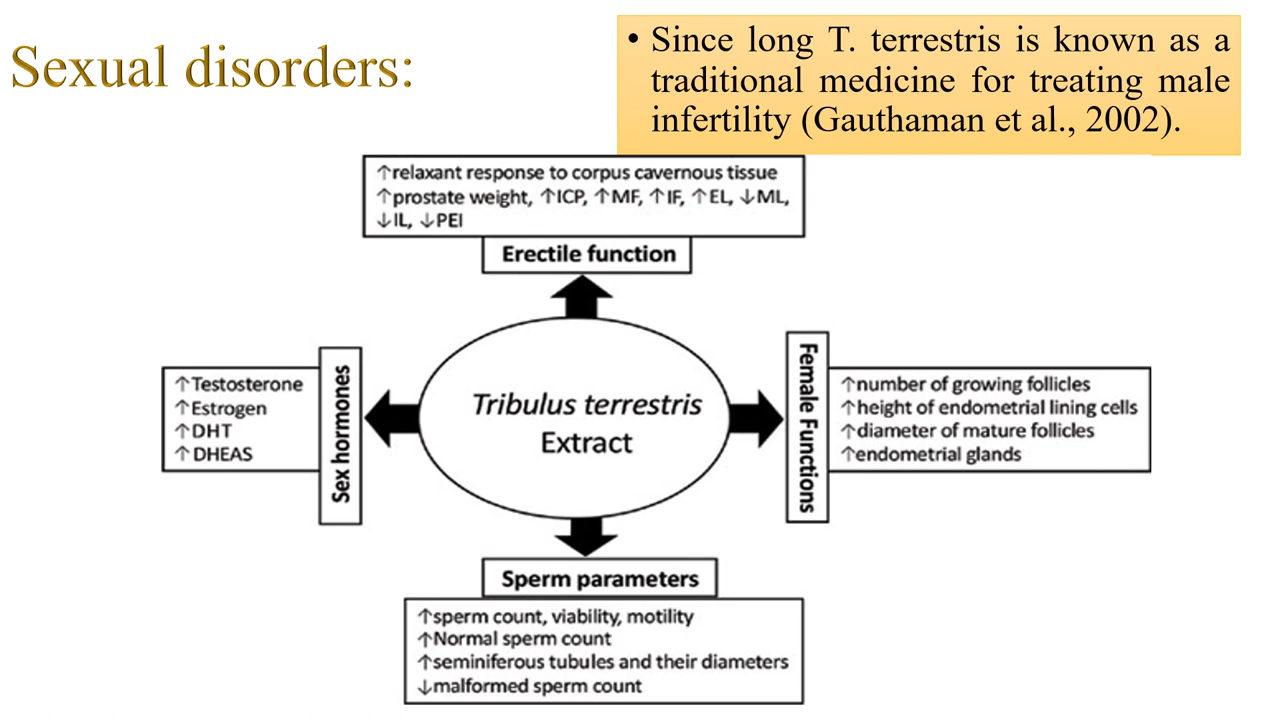 Sexual disorders:
• Since long T. terrestris is known as a
traditional medicine for treating male
infertility (Gauthaman et al., 2002).
↑relaxant response to corpus cavernous tissue
↑prostate weight, ↑ICP, ↑MF, ↑IF, ↑EL, ↓ML,
↓IL, ↓PEI
Erectile function
↑Testosterone
↑Estrogen
↑DHT
↑DHEAS
Sex hormones
Tribulus terrestris
Extract
Female Functions
↑number of growing follicles
↑height of endometrial lining cells
↑diameter of mature follicles
↑endometrial glands
Sperm parameters
↑sperm count, viability, motility
↑Normal sperm count
↑seminiferous tubules and their diameters
↓malformed sperm count